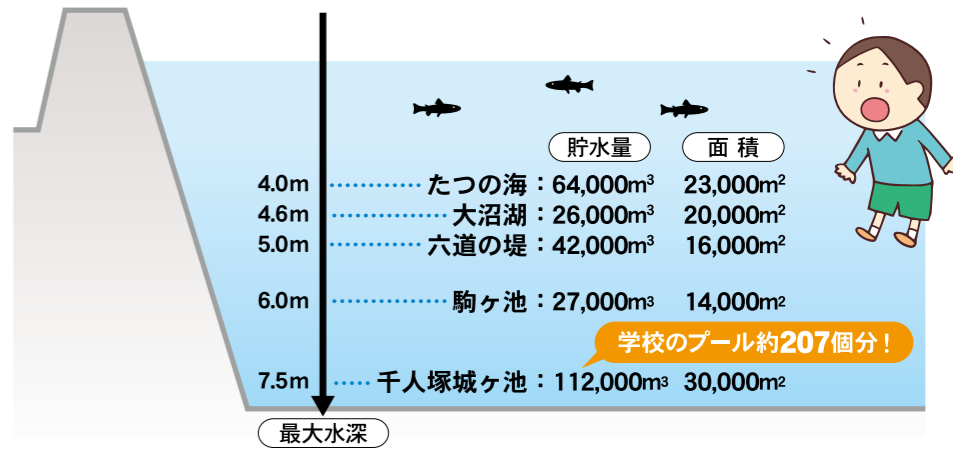 貯水量 面積
4.0m たつの海：64,000m³ 23,000m²
4.6m 大沼湖：26,000m³ 20,000m²
5.0m 六道の堤：42,000m³ 16,000m²
6.0m 駒ヶ池：27,000m³ 14,000m²
学校のプール約207個分！
7.5m 千人塚城ヶ池：112,000m³ 30,000m²
最大水深